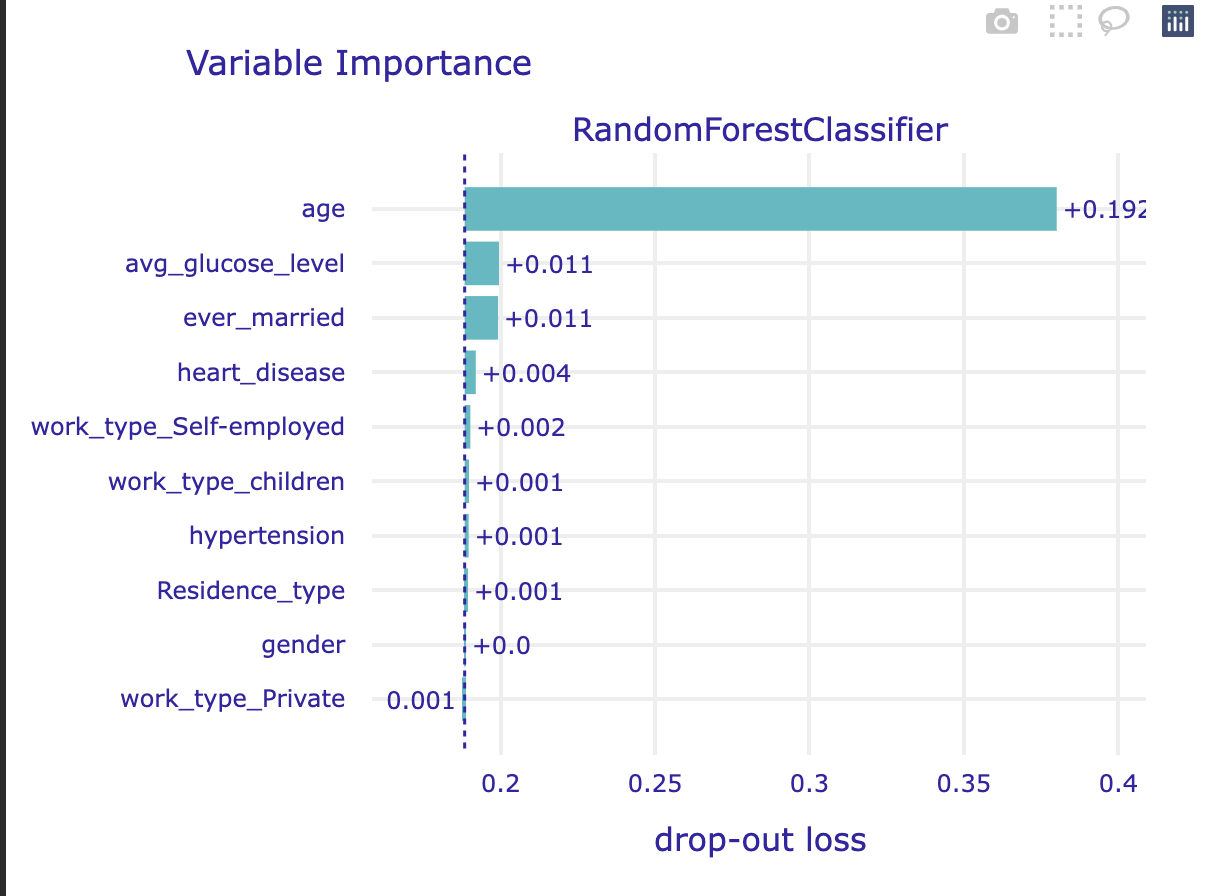 Variable Importance
RandomForestClassifier
age +0.192
avg_glucose_level +0.011
ever_married +0.011
heart_disease +0.004
work_type_Self-employed +0.002
work_type_children +0.001
hypertension +0.001
Residence_type +0.001
gender +0.0
work_type_Private 0.001
0.2 0.25 0.3 0.35 0.4
drop-out loss